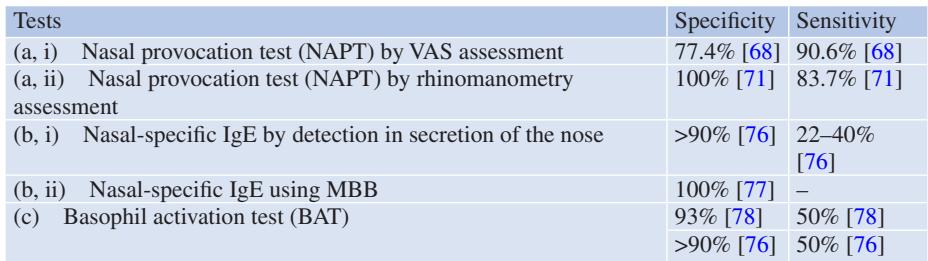 Tests Specificity Sensitivity
(a, i) Nasal provocation test (NAPT) by VAS assessment 77.4% [68] 90.6% [68]
(a, ii) Nasal provocation test (NAPT) by rhinomanometry 100% [71] 83.7% [71]
assessment
(b, i) Nasal-specific IgE by detection in secretion of the nose >90% [76] 22–40%
[76]
(b, ii) Nasal-specific IgE using MBB 100% [77] –
(c) Basophil activation test (BAT) 93% [78] 50% [78]
>90% [76] 50% [76]